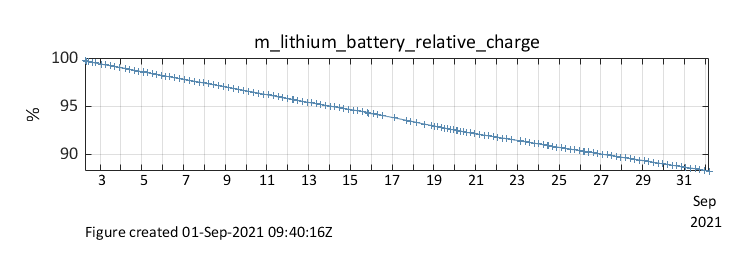 m_lithium_battery_relative_charge
100
95
90
%
3 5 7 9 11 13 15 17 19 21 23 25 27 29 31
Sep
2021
Figure created 01-Sep-2021 09:40:16Z